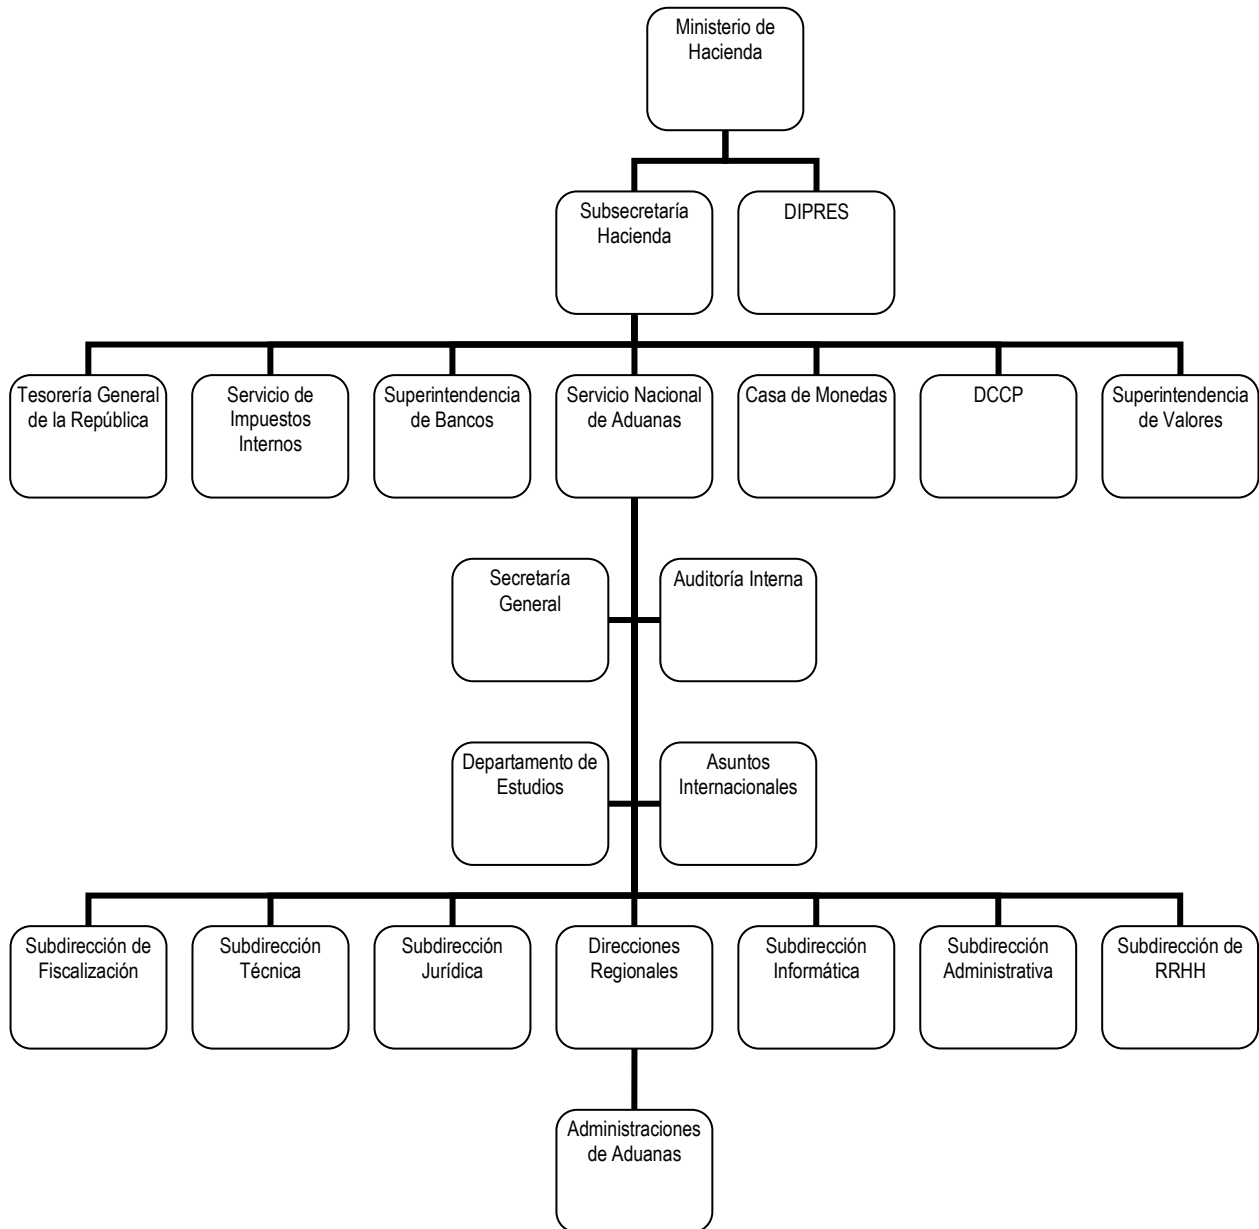 Ministerio de
Hacienda
Subsecretaría
Hacienda
DIPRES
Tesorería General
de la República
Servicio de
Impuestos
Internos
Superintendencia
de Bancos
Servicio Nacional
de Aduanas
Casa de Monedas
DCCP
Superintendencia
de Valores
Secretaría
General
Auditoría Interna
Departamento de
Estudios
Asuntos
Internacionales
Subdirección de
Fiscalización
Subdirección
Técnica
Subdirección
Jurídica
Direcciones
Regionales
Subdirección
Informática
Subdirección
Administrativa
Subdirección de
RRHH
Administraciones
de Aduanas